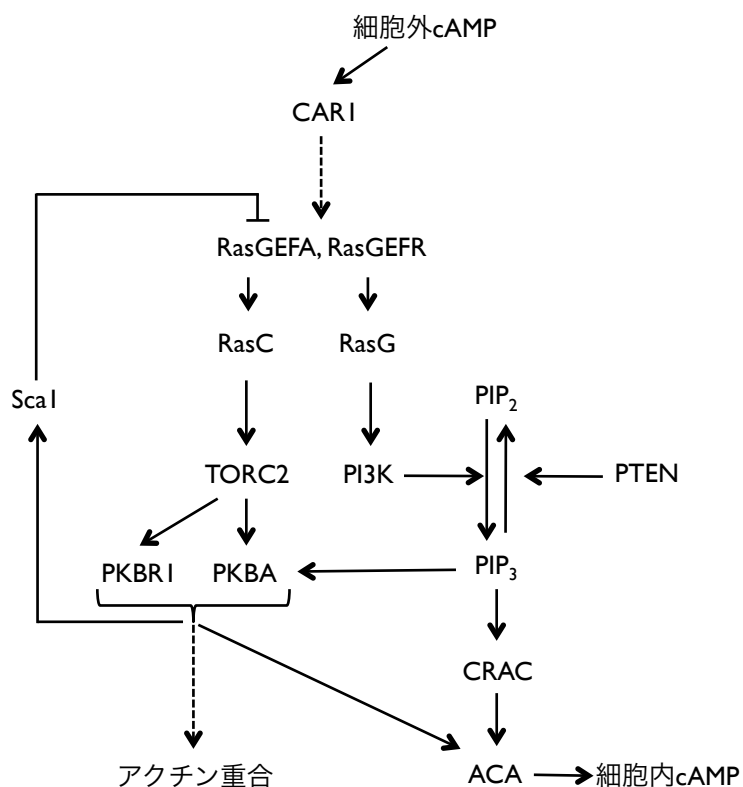 細胞外cAMP
CAR1
RasGEFA, RasGEFR
RasC
RasG
Sca1
PIP₂
TORC2
PI3K
PTEN
PKBR1
PKBA
PIP₃
CRAC
アクチン重合
ACA
細胞内cAMP